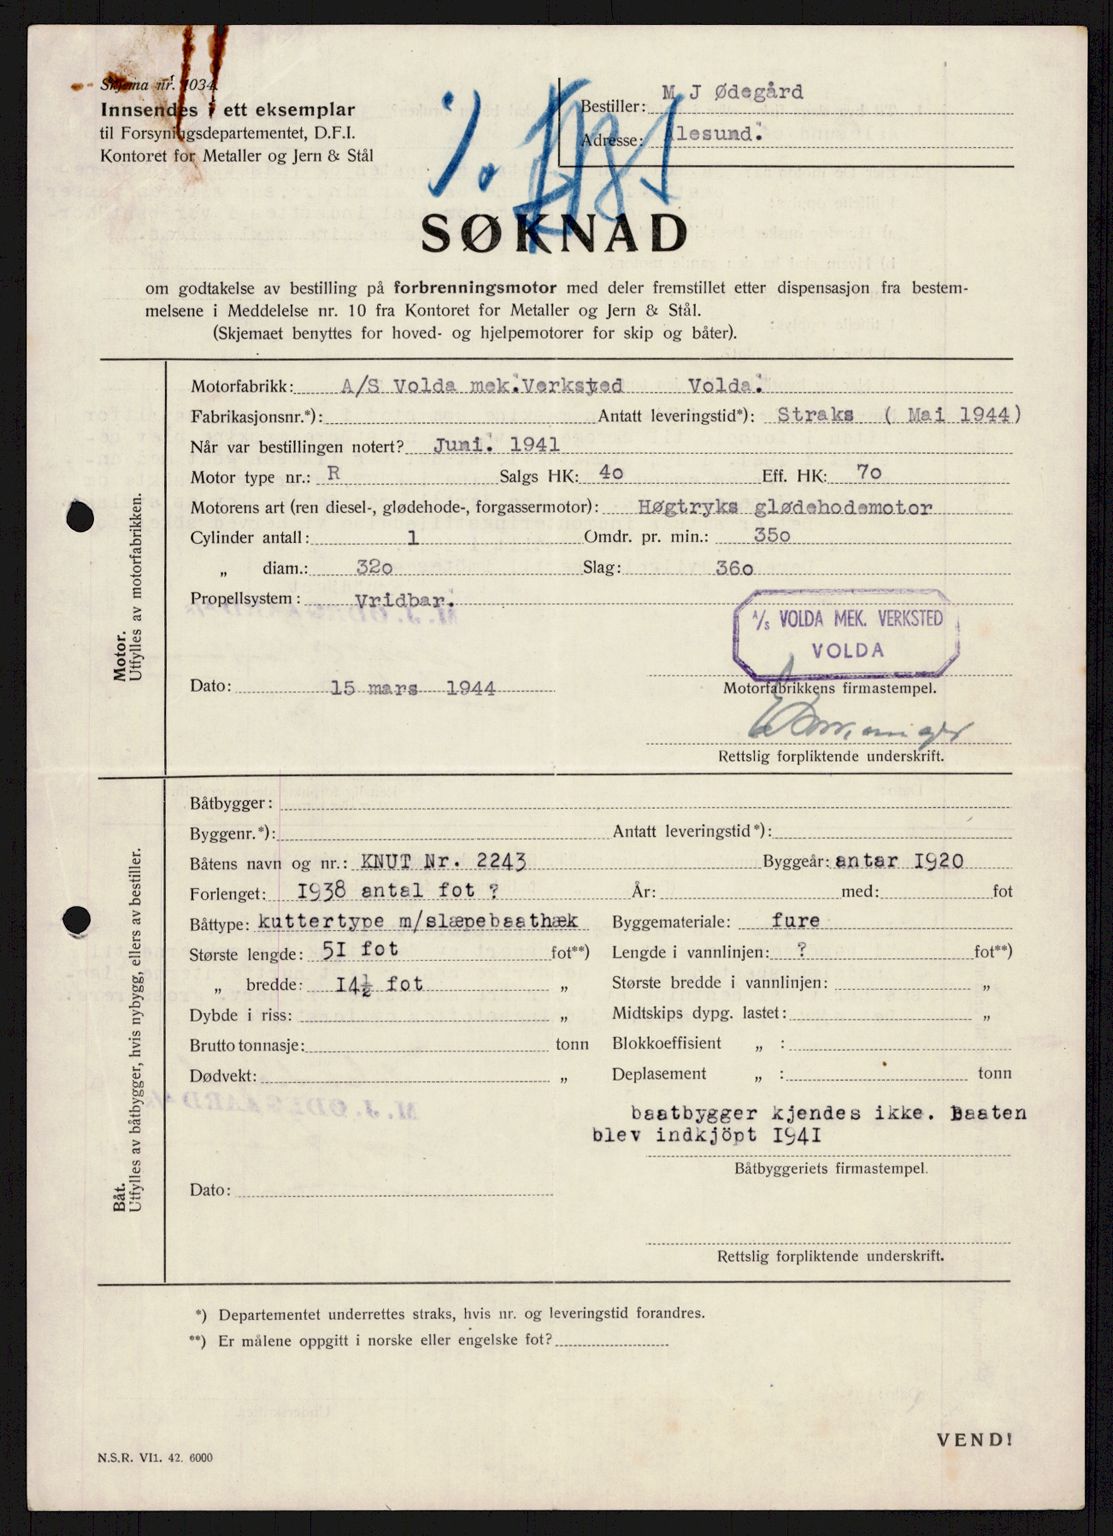 Skjema nr. 1034
Innsendes i ett eksemplar
til Forsyningsdepartementet, D.F.I.
Kontoret for Metaller og Jern & Stål
Bestiller: M J Ødegård
Adresse: Ålesund.
SØKNAD
om godtakelse av bestilling på forbrenningsmotor med deler fremstillet etter dispensasjon fra bestem-
melsene i Meddelelse nr. 10 fra Kontoret for Metaller og Jern & Stål.
(Skjemaet benyttes for hoved- og hjelpemotorer for skip og båter).
Motor.
Utfylles av motorfabrikken.
Motorfabrikk: A/S Volda mek. Verksted Volda.
Fabrikasjonsnr.*): Antatt leveringstid*): Straks ( Mai 1944)
Når var bestillingen notert? Juni. 1941
Motor type nr.: R Salgs HK: 40 Eff. HK: 70
Motorens art (ren diesel-, glødehode-, forgassermotor): Høgtryks glødehodemotor
Cylinder antall: 1 Omdr. pr. min.: 350
„ diam.: 320 Slag: 360
Propellsystem: Vridbar.
A/S VOLDA MEK. VERKSTED
VOLDA
Dato: 15 mars 1944 Motorfabrikkens firmastempel.
Rettslig forpliktende underskrift.
Båt.
Utfylles av båtbygger, hvis nybygg, ellers av bestiller.
Båtbygger:
Byggenr.*): Antatt leveringstid*):
Båtens navn og nr.: KNUT Nr. 2243 Byggeår: antar 1920
Forlenget: 1938 antal fot ? År: med: fot
Båttype: kuttertype m/slæpebaathæk Byggemateriale: fure
Største lengde: 51 fot fot**) Lengde i vannlinjen: ? fot**)
„ bredde: 14½ fot „ Største bredde i vannlinjen: „
Dybde i riss: „ Midtskips dypg. lastet: „
Brutto tonnasje: tonn Blokkoeffisient „ :
Dødvekt: „ Deplasement „ : tonn
M. J. ØDEGAARD A/S
baatbygger kjendes ikke. Baaten
blev indkjöpt 1941
Båtbyggeriets firmastempel.
Dato:
Rettslig forpliktende underskrift.
*) Departementet underrettes straks, hvis nr. og leveringstid forandres.
**) Er målene oppgitt i norske eller engelske fot?
VEND!
N.S.R. VI1. 42. 6000